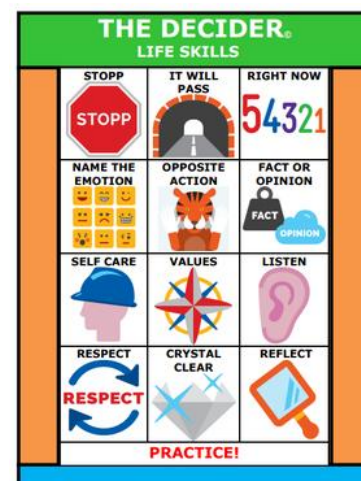 THE DECIDER©
LIFE SKILLS
STOPP
STOPP
IT WILL
PASS
RIGHT NOW
54321
NAME THE
EMOTION
OPPOSITE
ACTION
FACT OR
OPINION
FACT
OPINION
SELF CARE
VALUES
LISTEN
RESPECT
RESPECT
CRYSTAL
CLEAR
REFLECT
PRACTICE!